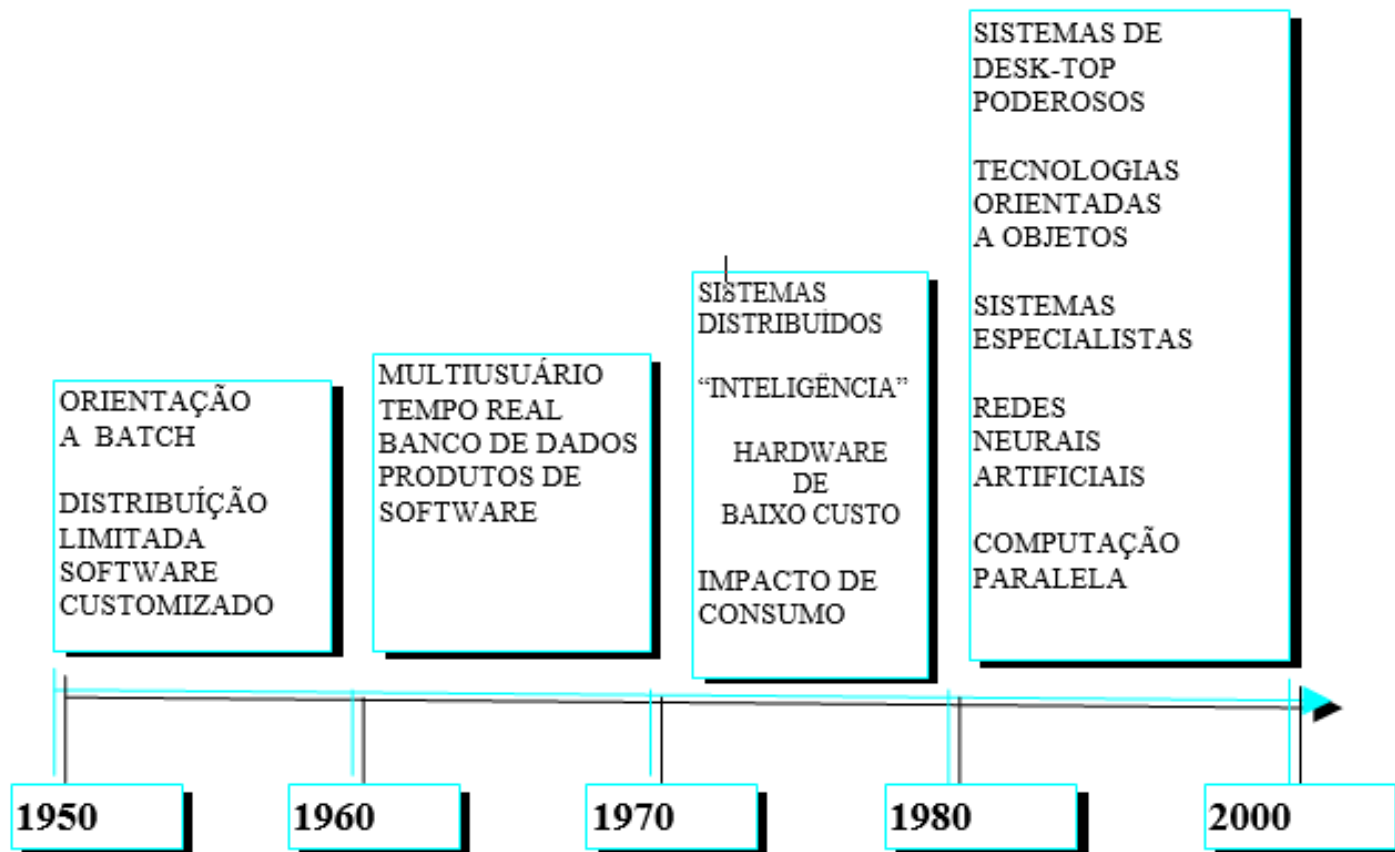 ORIENTAÇÃO
A BATCH
DISTRIBUÍÇÃO
LIMITADA
SOFTWARE
CUSTOMIZADO
MULTIUSUÁRIO
TEMPO REAL
BANCO DE DADOS
PRODUTOS DE
SOFTWARE
SISTEMAS
DISTRIBUÍDOS
“INTELIGÊNCIA”
HARDWARE
DE
BAIXO CUSTO
IMPACTO DE
CONSUMO
SISTEMAS DE
DESK-TOP
PODEROSOS
TECNOLOGIAS
ORIENTADAS
A OBJETOS
SISTEMAS
ESPECIALISTAS
REDES
NEURAIS
ARTIFICIAIS
COMPUTAÇÃO
PARALELA
1950
1960
1970
1980
2000